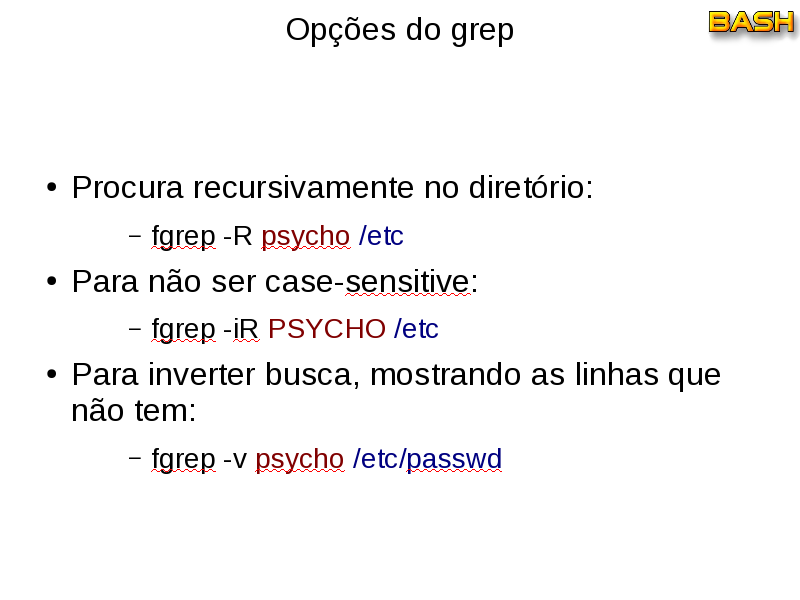 Opções do grep
BASH
• Procura recursivamente no diretório:
– fgrep -R psycho /etc
• Para não ser case-sensitive:
– fgrep -iR PSYCHO /etc
• Para inverter busca, mostrando as linhas que
não tem:
– fgrep -v psycho /etc/passwd